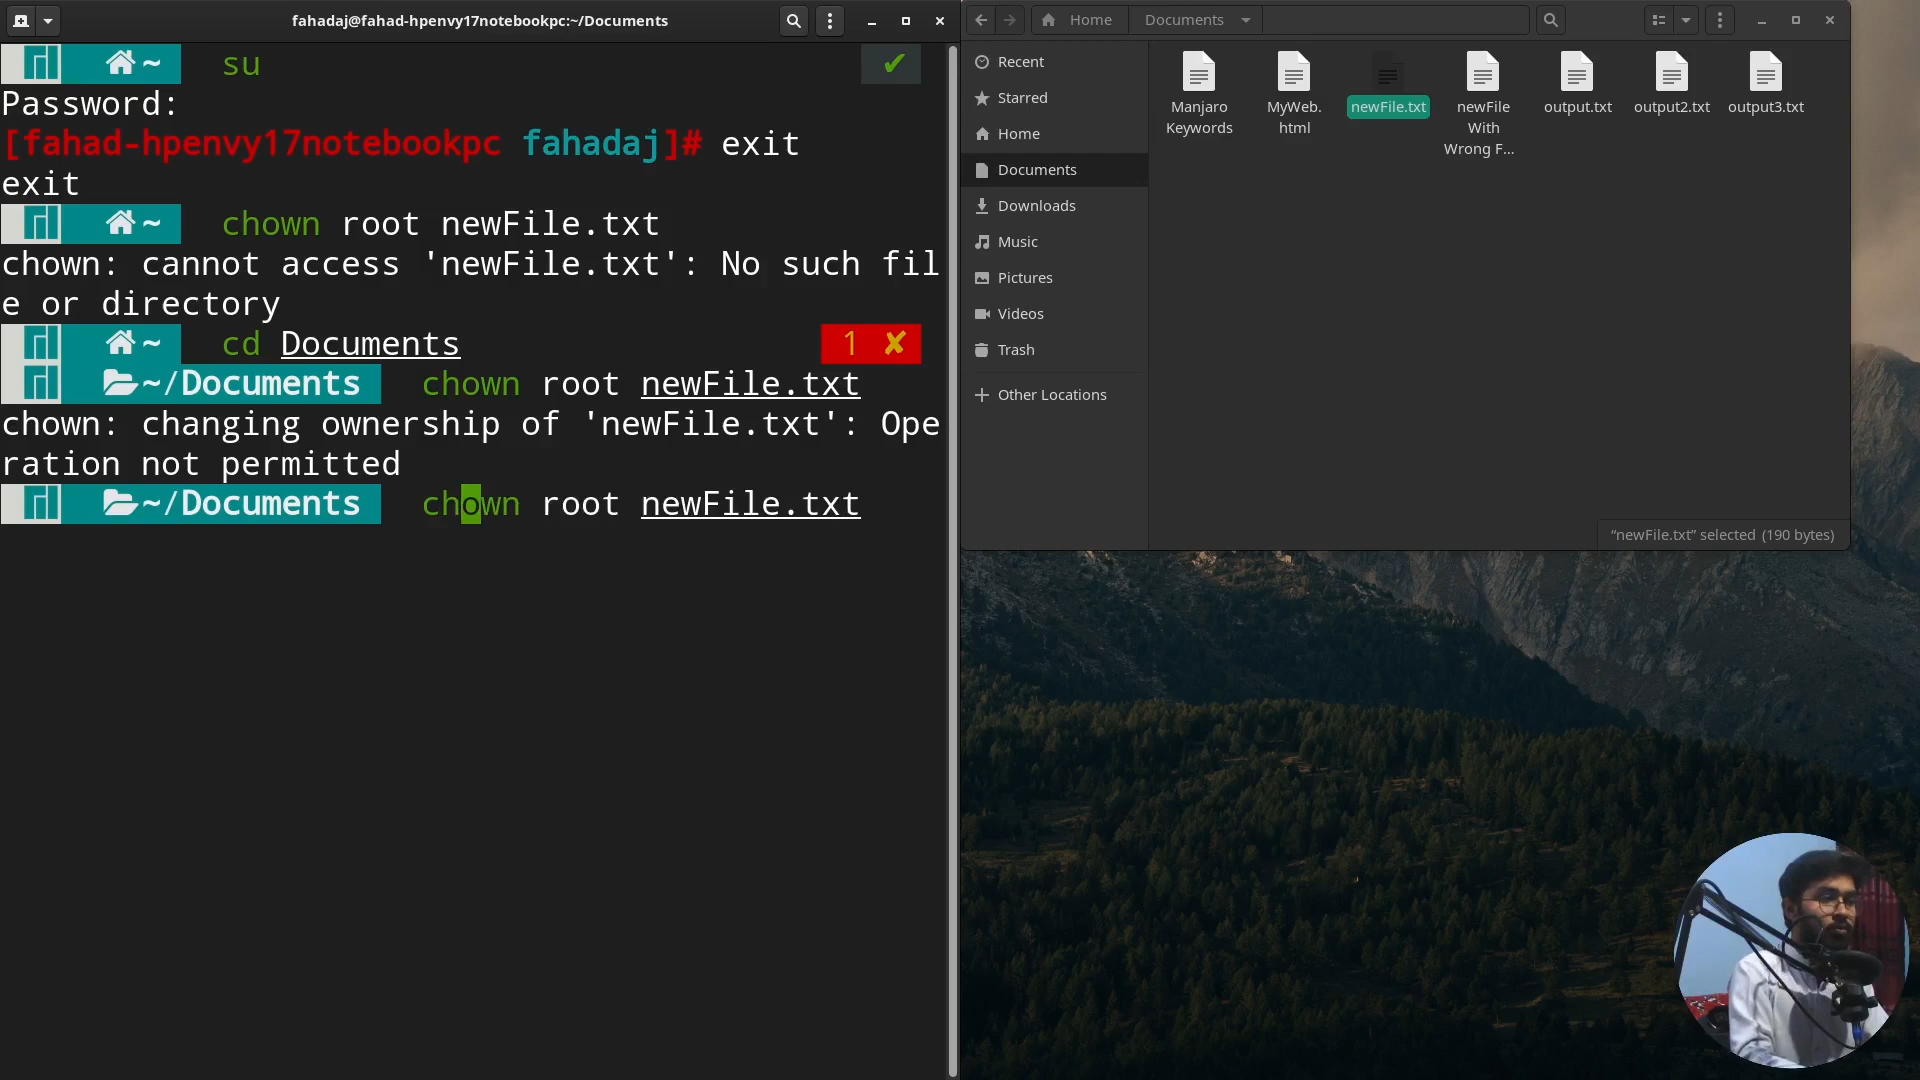 fahadaj@fahad-hpenvy17notebookpc:~/Documents
~ su
Password:
[fahad-hpenvy17notebookpc fahadaj]# exit
exit
~ chown root newFile.txt
chown: cannot access 'newFile.txt': No such fil
e or directory
~ cd Documents 1 ✘
~/Documents chown root newFile.txt
chown: changing ownership of 'newFile.txt': Ope
ration not permitted
~/Documents chown root newFile.txt
Home Documents
Recent
Starred
Home
Documents
Downloads
Music
Pictures
Videos
Trash
Other Locations
Manjaro
Keywords
MyWeb.
html
newFile.txt
newFile
With
Wrong F...
output.txt
output2.txt
output3.txt
“newFile.txt” selected (190 bytes)